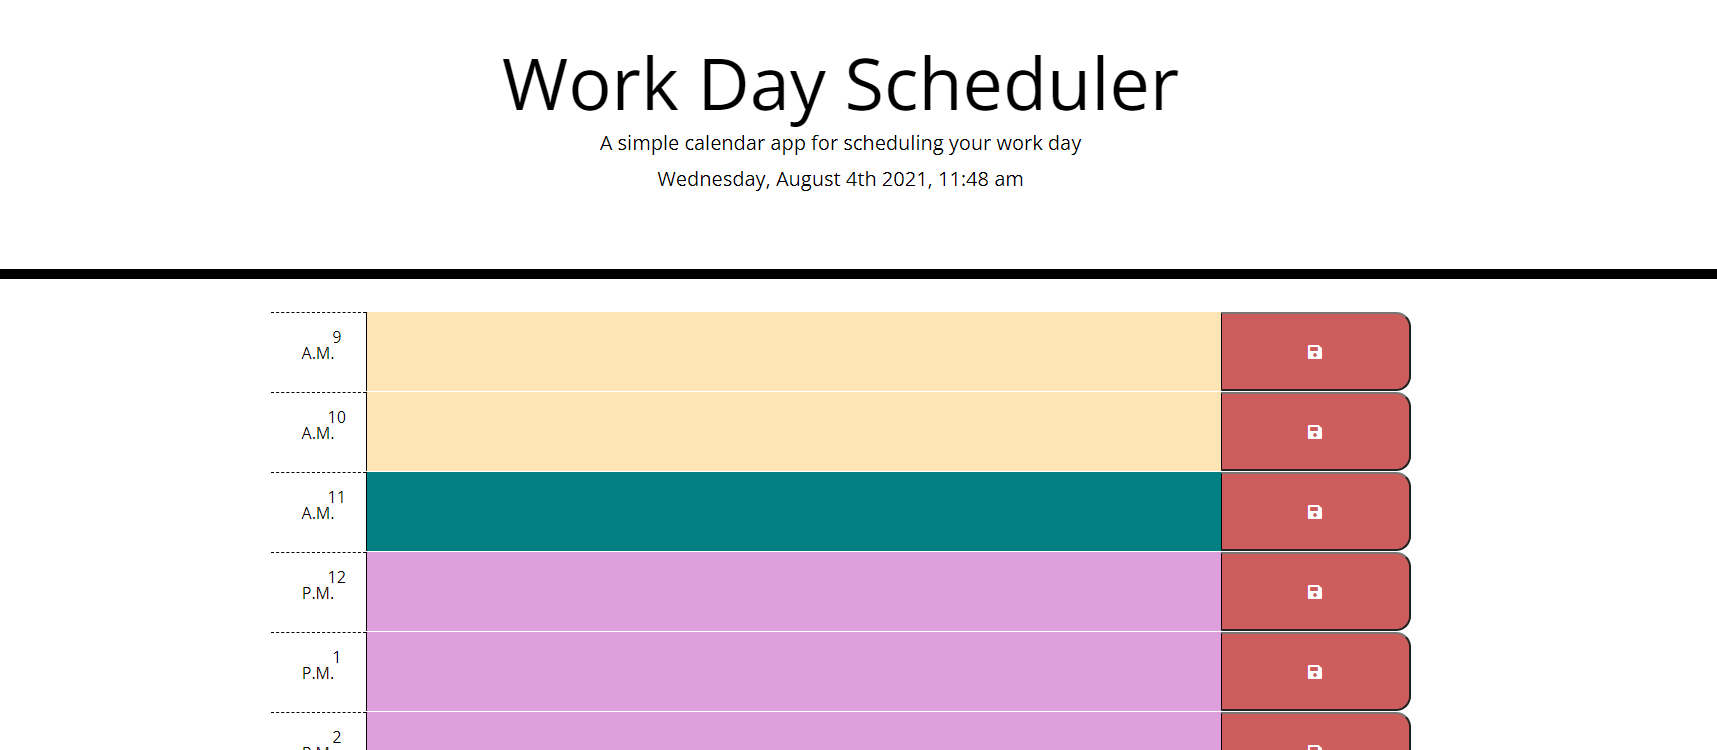 Work Day Scheduler
A simple calendar app for scheduling your work day
Wednesday, August 4th 2021, 11:48 am
9
A.M.
10
A.M.
11
A.M.
12
P.M.
1
P.M.
2
P.M.